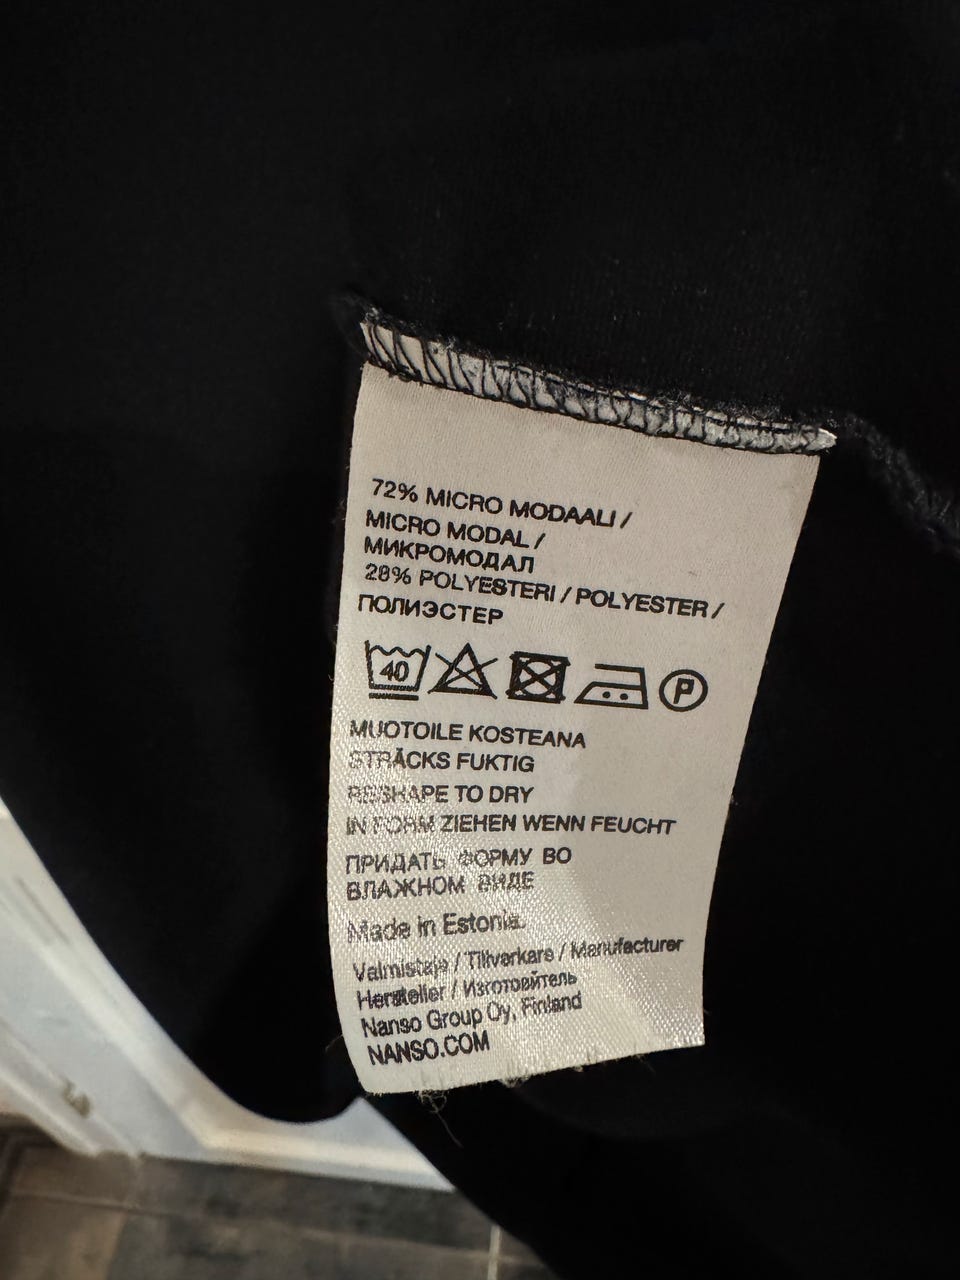 72% MICRO MODAALI /
MICRO MODAL /
МИКРОМОДАЛ
28% POLYESTERI / POLYESTER /
ПОЛИЭСТЕР
40 P
MUOTOILE KOSTEANA
STRÄCKS FUKTIG
RESHAPE TO DRY
IN FORM ZIEHEN WENN FEUCHT
ПРИДАТЬ ФОРМУ ВО
ВЛАЖНОМ ВИДЕ
Made in Estonia.
Valmistaja / Tillverkare / Manufacturer
Hersteller / Изготовитель
Nanso Group Oy, Finland
NANSO.COM